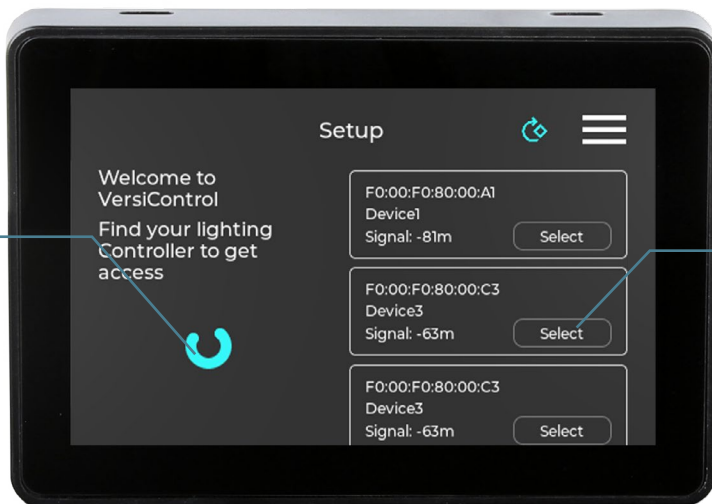 Setup
Welcome to
VersiControl
Find your lighting
Controller to get
access
F0:00:F0:80:00:A1
Device1
Signal: -81m
Select
F0:00:F0:80:00:C3
Device3
Signal: -63m
Select
F0:00:F0:80:00:C3
Device3
Signal: -63m
Select